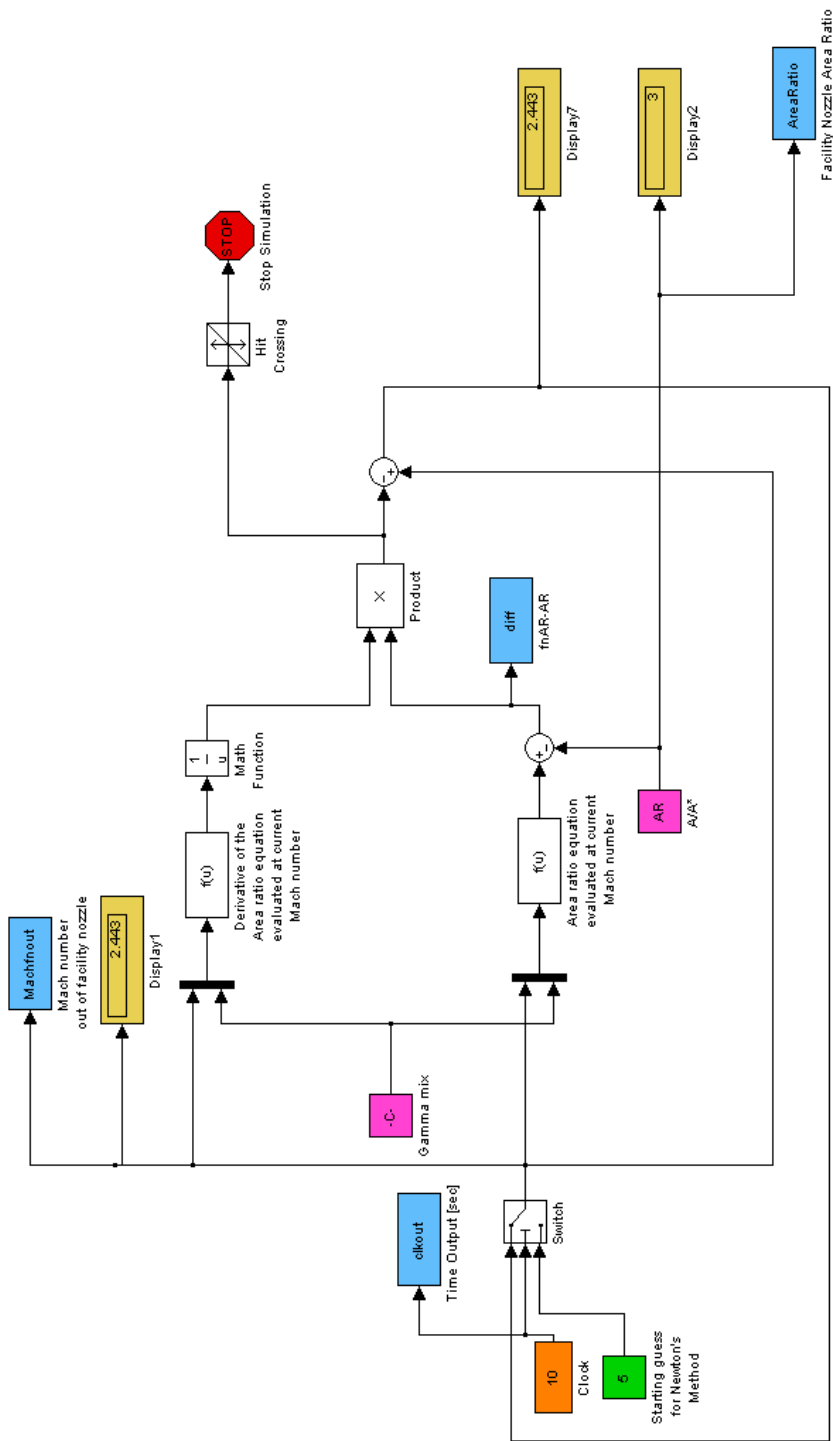 Machfnout
Mach number
out of facility nozzle
2.443
Display1
clkout
Time Output [sec]
10
Clock
5
Starting guess
for Newton's
Method
Switch
-C-
Gamma mix
f(u)
Derivative of the
Area ratio equation
evaluated at current
Mach number
1
u
Math
Function
f(u)
Area ratio equation
evaluated at current
Mach number
AR
A/A*
+
-
diff
fnAR-AR
×
Product
-
+
Hit
Crossing
STOP
Stop Simulation
2.443
Display7
3
Display2
AreaRatio
Facility Nozzle Area Ratio